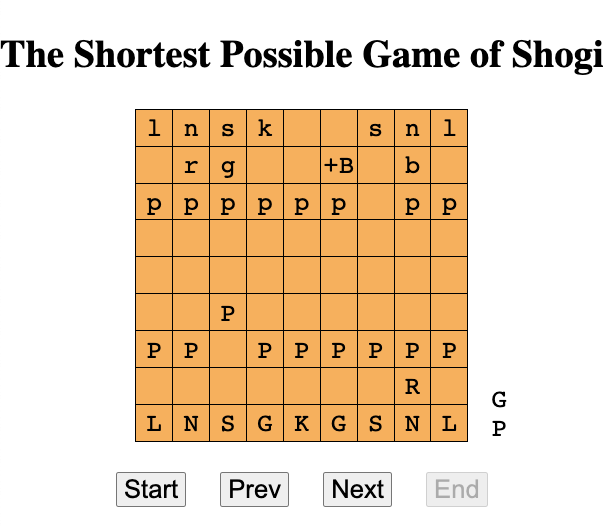 The Shortest Possible Game of Shogi
l n s k s n l
r g +B b
p p p p p p p p
P
P P P P P P P P
R
L N S G K G S N L
G
P
Start Prev Next End